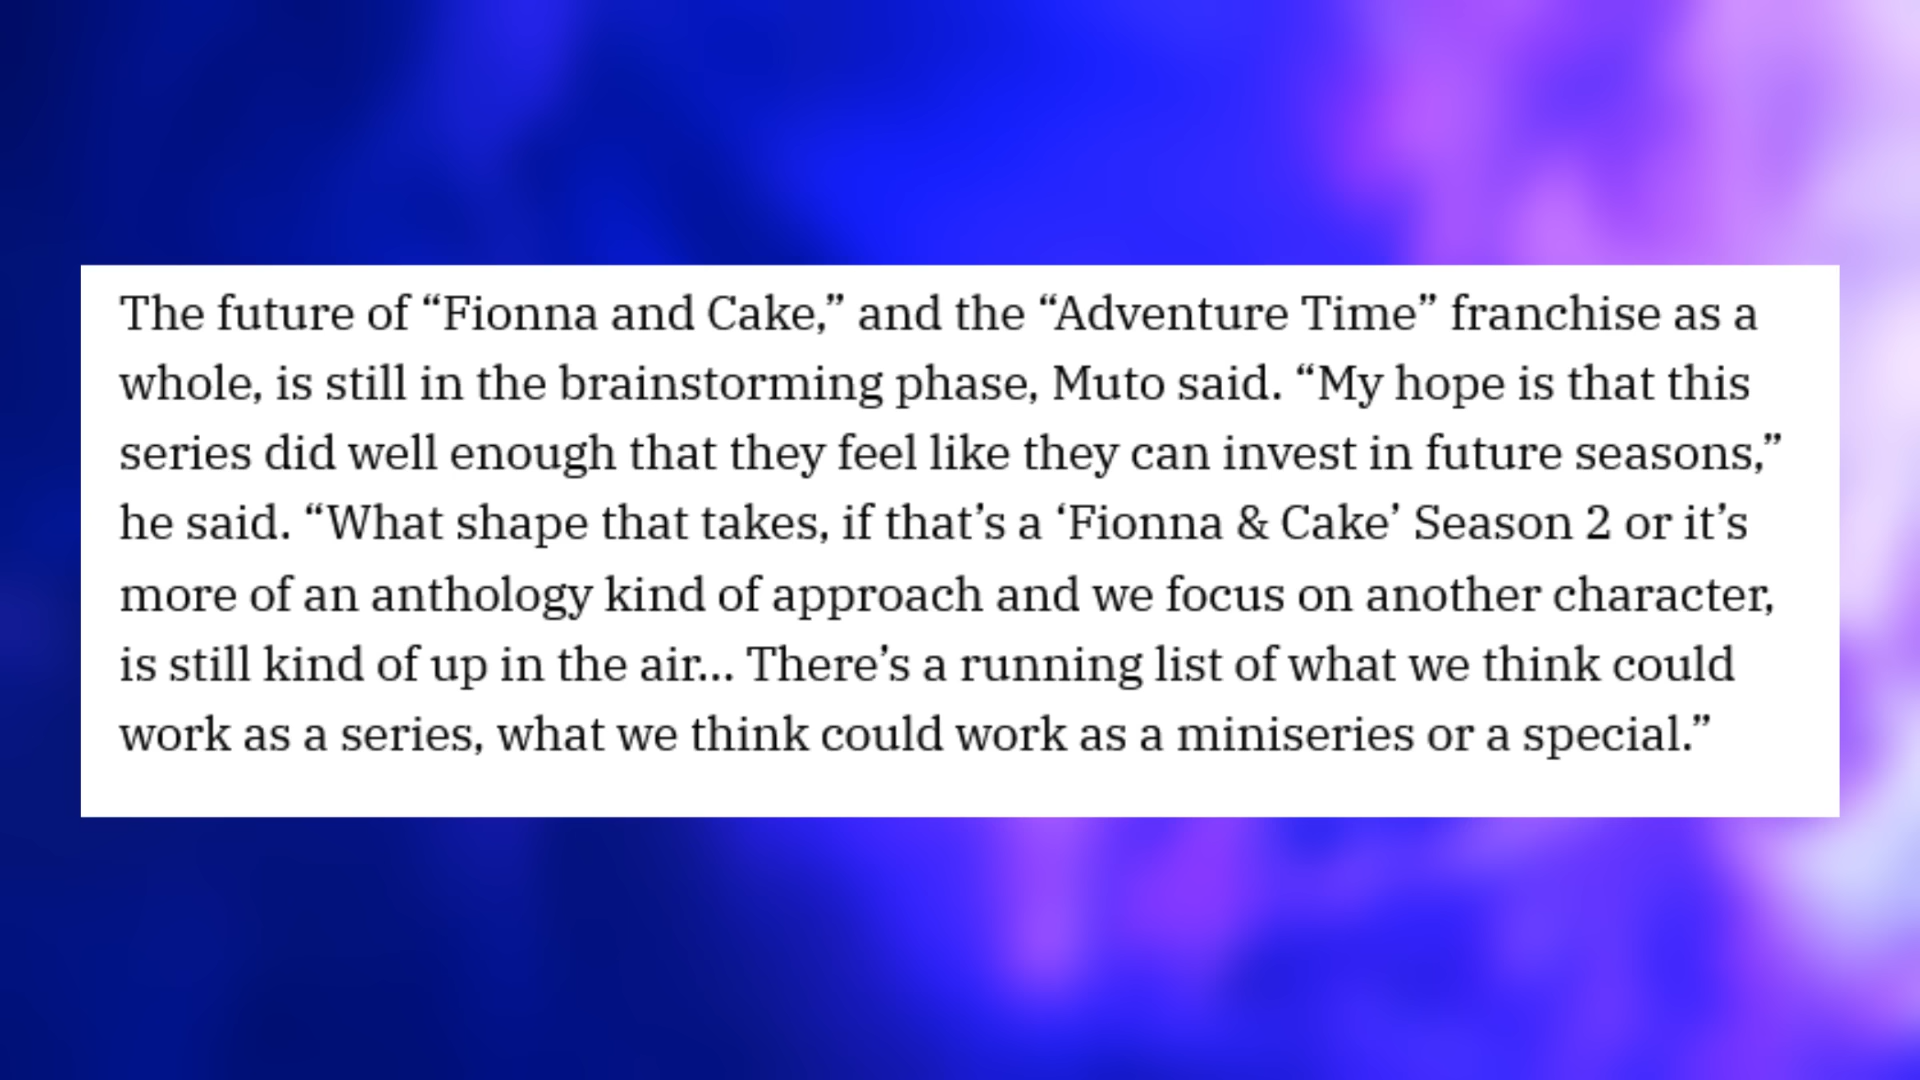 The future of “Fionna and Cake,” and the “Adventure Time” franchise as a
whole, is still in the brainstorming phase, Muto said. “My hope is that this
series did well enough that they feel like they can invest in future seasons,”
he said. “What shape that takes, if that’s a ‘Fionna & Cake’ Season 2 or it’s
more of an anthology kind of approach and we focus on another character,
is still kind of up in the air... There’s a running list of what we think could
work as a series, what we think could work as a miniseries or a special.”